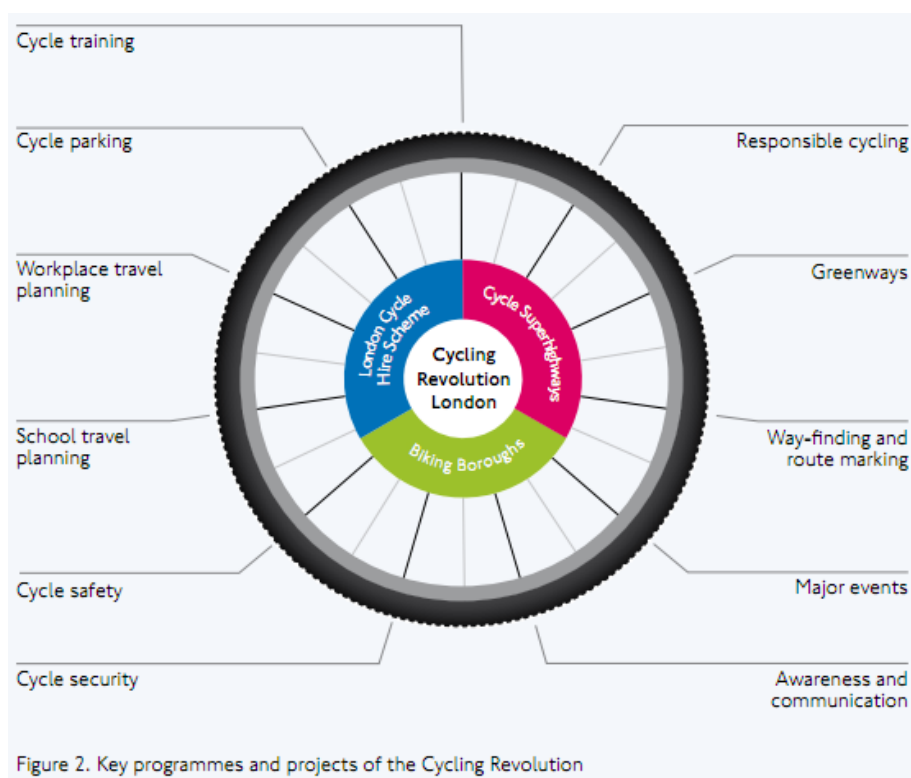 Cycle training
Cycle parking
Responsible cycling
Workplace travel
planning
Greenways
London Cycle
Hire Scheme
Cycle Superhighways
Cycling
Revolution
London
Biking Boroughs
School travel
planning
Way-finding and
route marking
Cycle safety
Major events
Cycle security
Awareness and
communication
Figure 2. Key programmes and projects of the Cycling Revolution